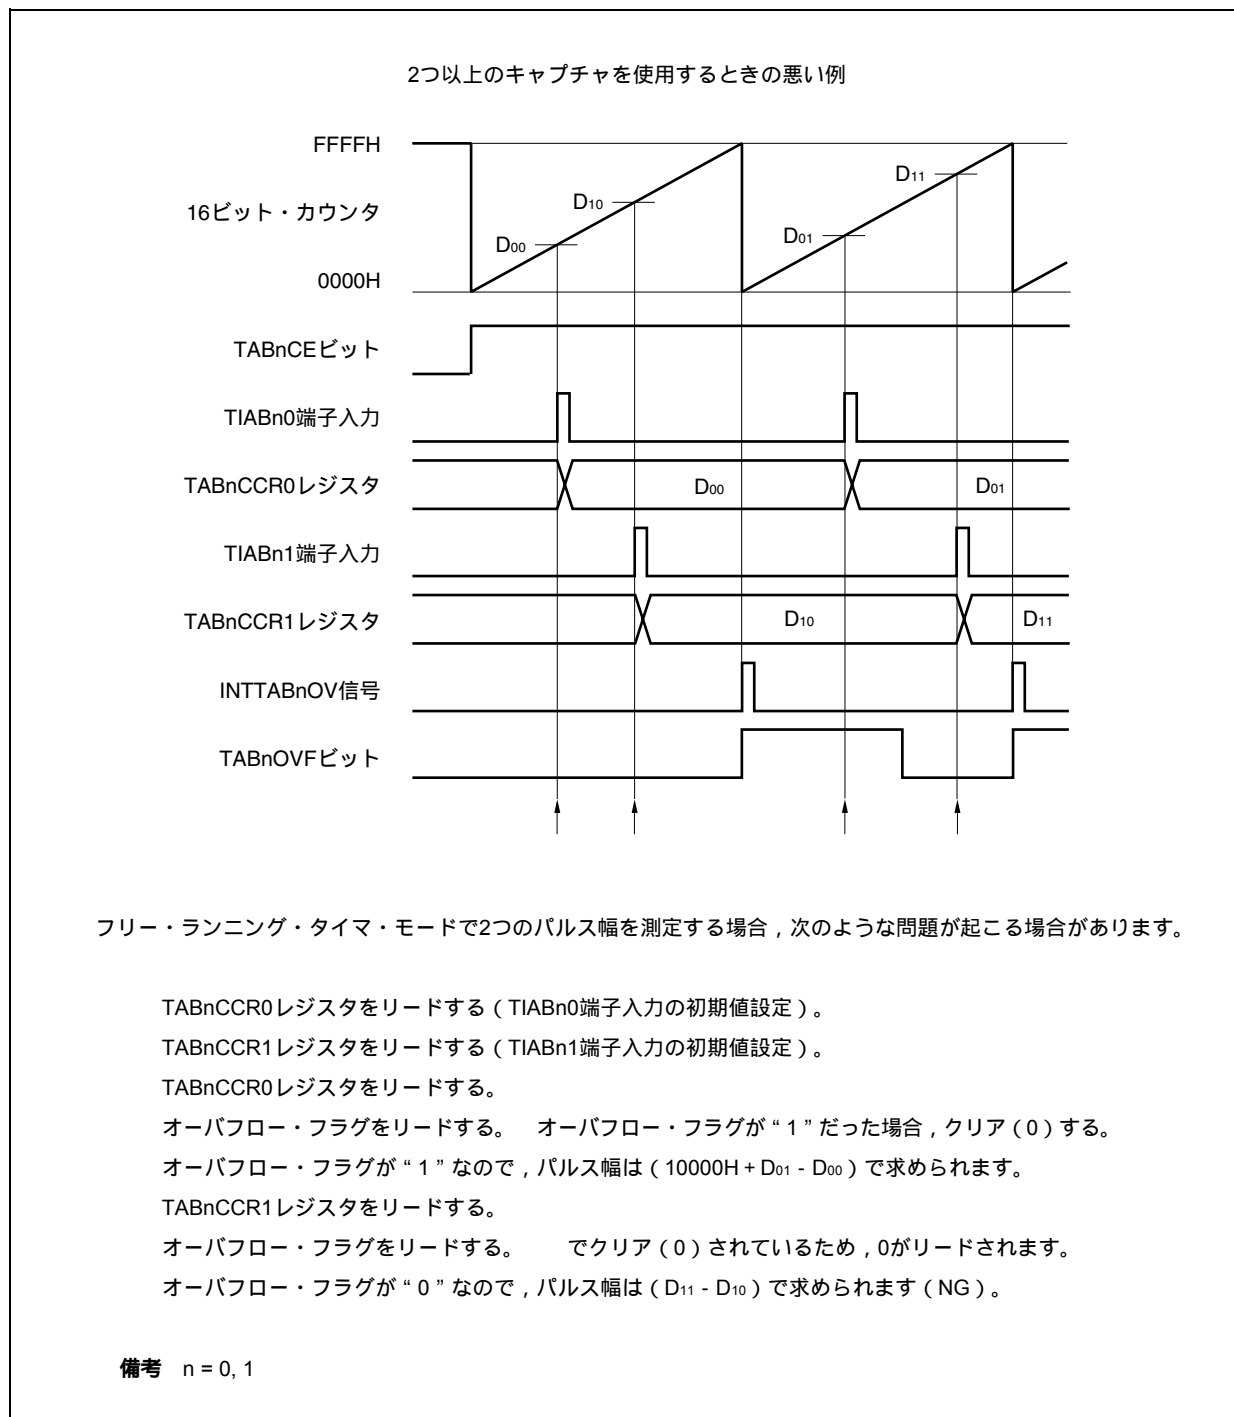 2つ以上のキャプチャを使用するときの悪い例
FFFFH
16ビット・カウンタ
0000H
D00
D10
D01
D11
TABnCEビット
TIABn0端子入力
TABnCCR0レジスタ
D00
D01
TIABn1端子入力
TABnCCR1レジスタ
D10
D11
INTTABnOV信号
TABnOVFビット
フリー・ランニング・タイマ・モードで2つのパルス幅を測定する場合，次のような問題が起こる場合があります。
TABnCCR0レジスタをリードする（TIABn0端子入力の初期値設定）。
TABnCCR1レジスタをリードする（TIABn1端子入力の初期値設定）。
TABnCCR0レジスタをリードする。
オーバフロー・フラグをリードする。　オーバフロー・フラグが“1”だった場合，クリア（0）する。
オーバフロー・フラグが“1”なので，パルス幅は（10000H + D01 - D00）で求められます。
TABnCCR1レジスタをリードする。
オーバフロー・フラグをリードする。　　でクリア（0）されているため，0がリードされます。
オーバフロー・フラグが“0”なので，パルス幅は（D11 - D10）で求められます（NG）。
備考　n = 0, 1